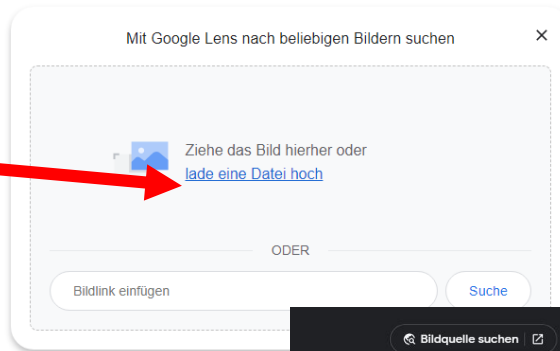 Mit Google Lens nach beliebigen Bildern suchen
Ziehe das Bild hierher oder
lade eine Datei hoch
ODER
Bildlink einfügen
Suche
Bildquelle suchen